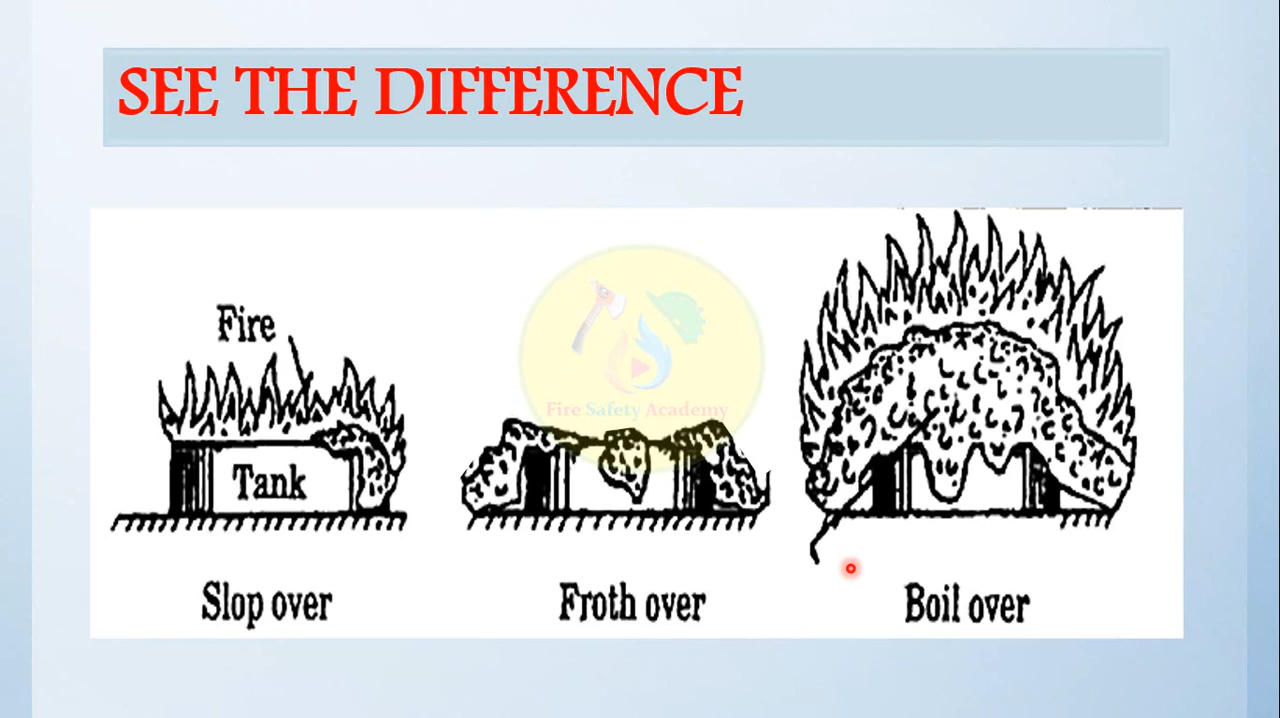 SEE THE DIFFERENCE
Fire
Tank
Fire Safety Academy
Slop over
Froth over
Boil over